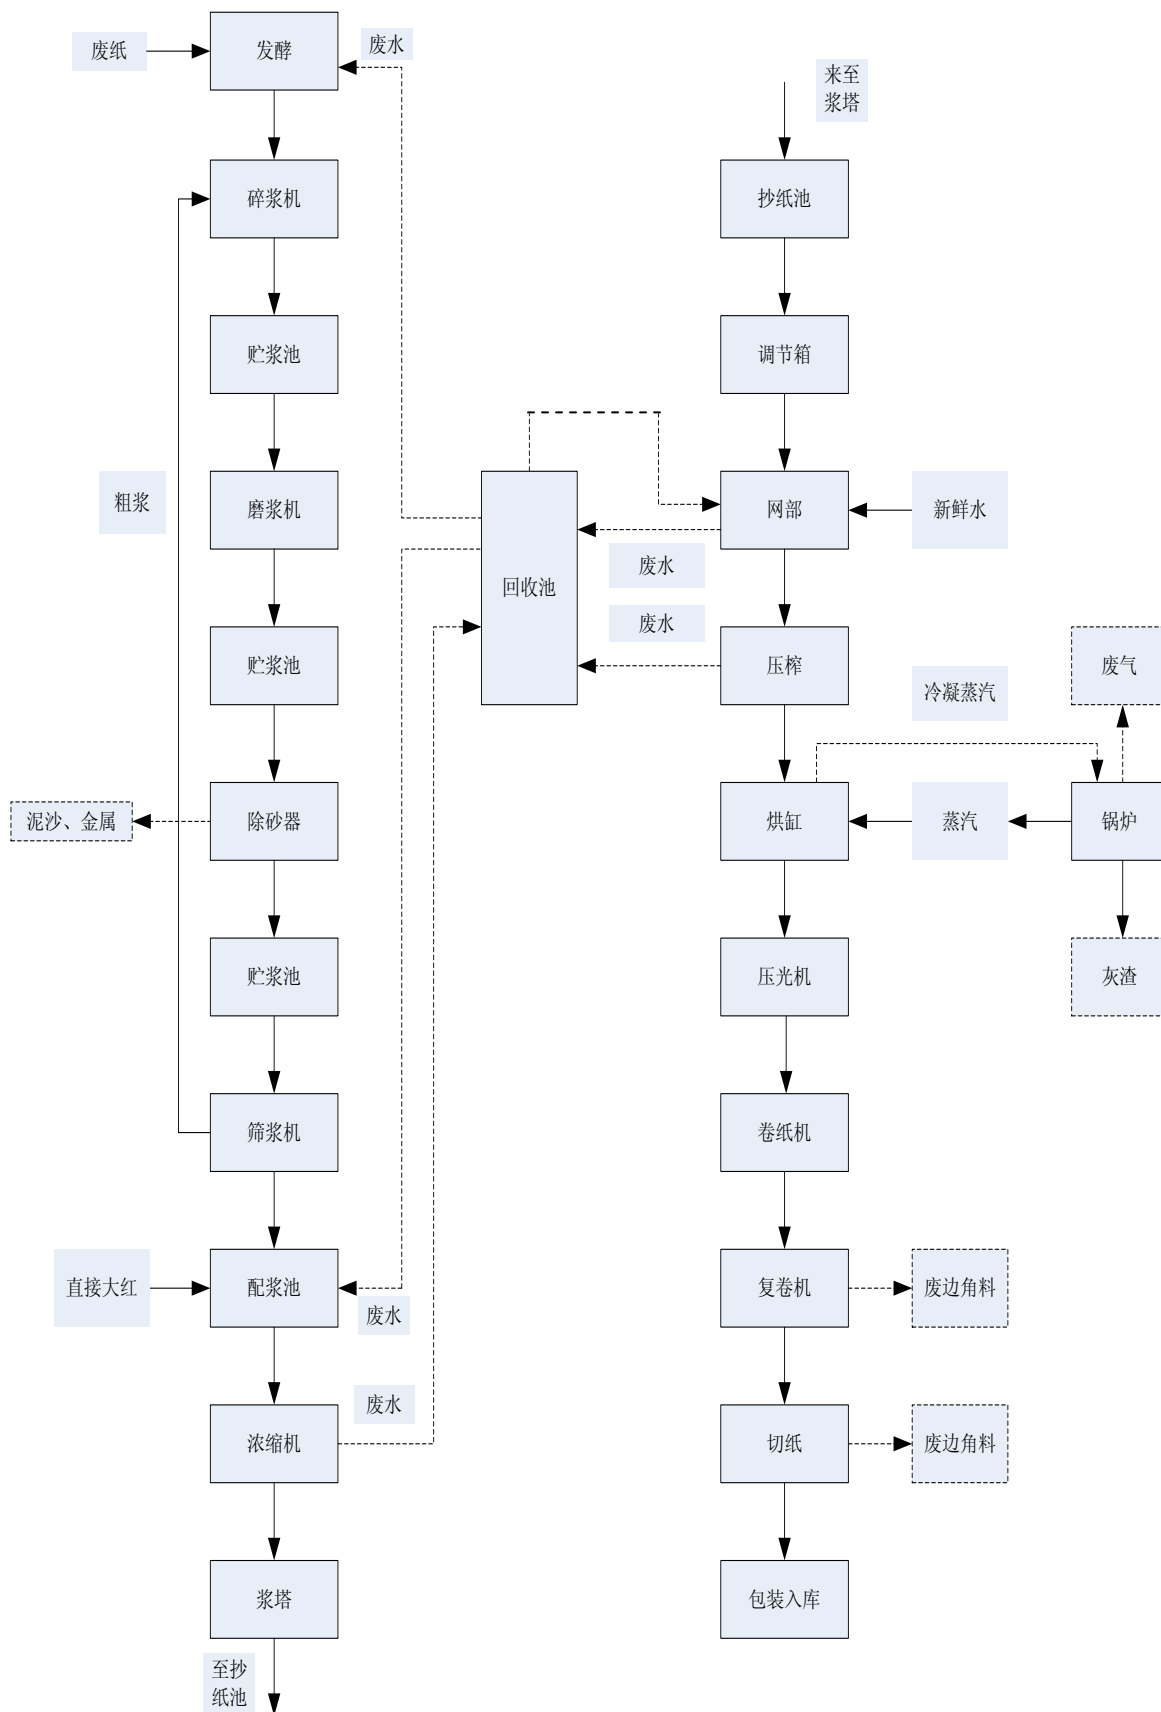 废纸
发酵
废水
来至
浆塔
碎浆机
抄纸池
贮浆池
调节箱
粗浆
磨浆机
回收池
网部
新鲜水
废水
废水
贮浆池
压榨
冷凝蒸汽
废气
泥沙、金属
除砂器
烘缸
蒸汽
锅炉
贮浆池
压光机
灰渣
筛浆机
卷纸机
直接大红
配浆池
废水
复卷机
废边角料
废水
浓缩机
切纸
废边角料
浆塔
包装入库
至抄
纸池